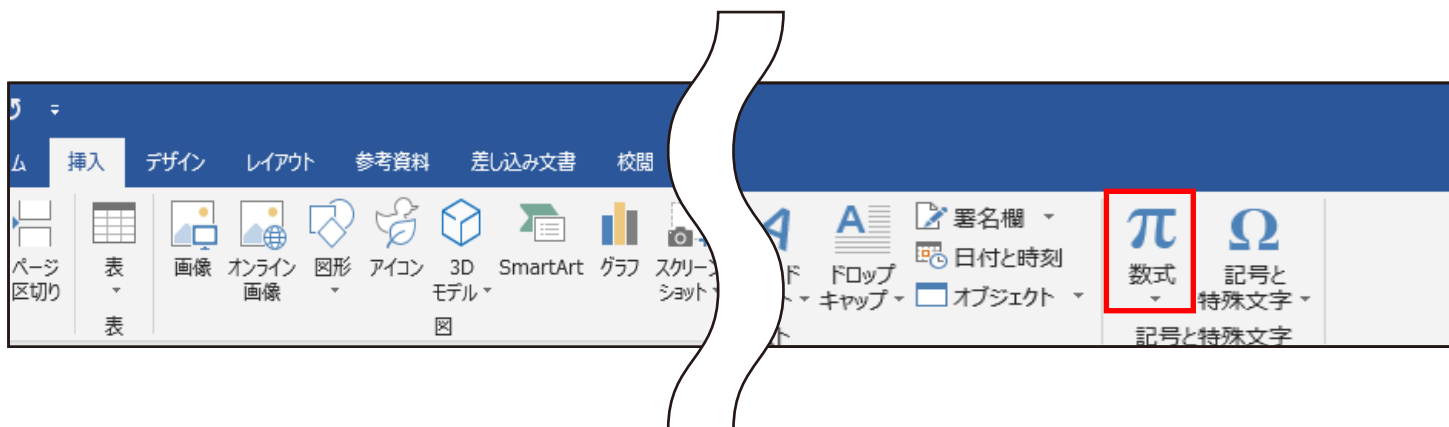 ム 挿入 デザイン レイアウト 参考資料 差し込み文書 校閲
ページ
区切り
表
表
画像
オンライン
画像
図形
アイコン
3D
モデル
SmartArt
グラフ
スクリーン
ショット
図
ド
ト
ドロップ
キャップ
署名欄
日付と時刻
オブジェクト
ト
π
数式
Ω
記号と
特殊文字
記号と特殊文字